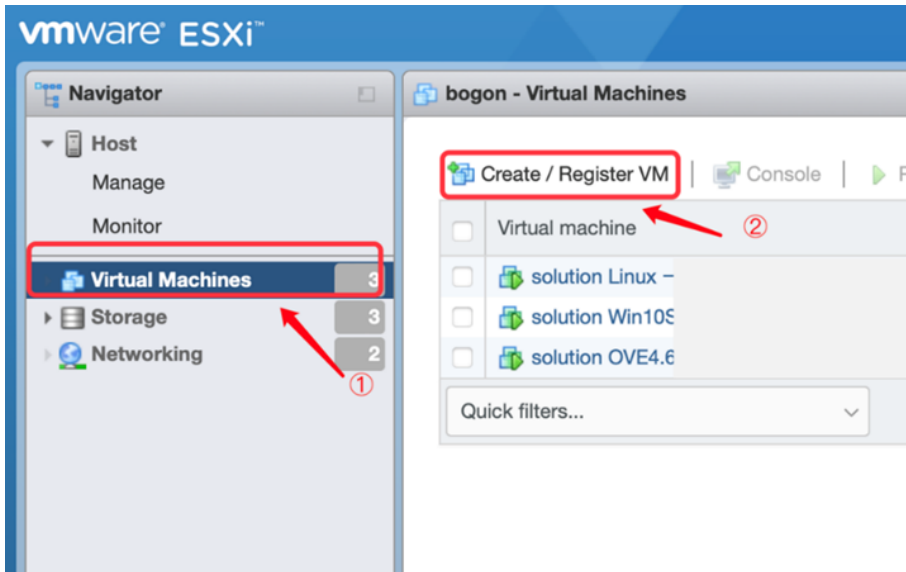 vmware® ESXi™
Navigator
bogon - Virtual Machines
Host
Manage
Monitor
Virtual Machines 3
Storage 3
Networking 2
①
Create / Register VM | Console |
②
Virtual machine
solution Linux –
solution Win10S
solution OVE4.6
Quick filters...